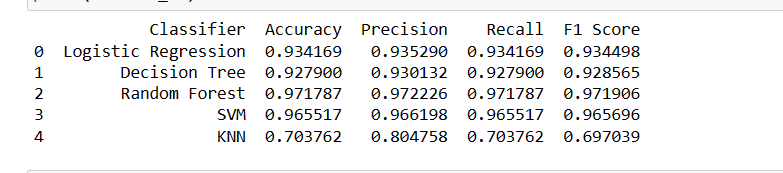 Classifier Accuracy Precision Recall F1 Score
0 Logistic Regression 0.934169 0.935290 0.934169 0.934498
1 Decision Tree 0.927900 0.930132 0.927900 0.928565
2 Random Forest 0.971787 0.972226 0.971787 0.971906
3 SVM 0.965517 0.966198 0.965517 0.965696
4 KNN 0.703762 0.804758 0.703762 0.697039